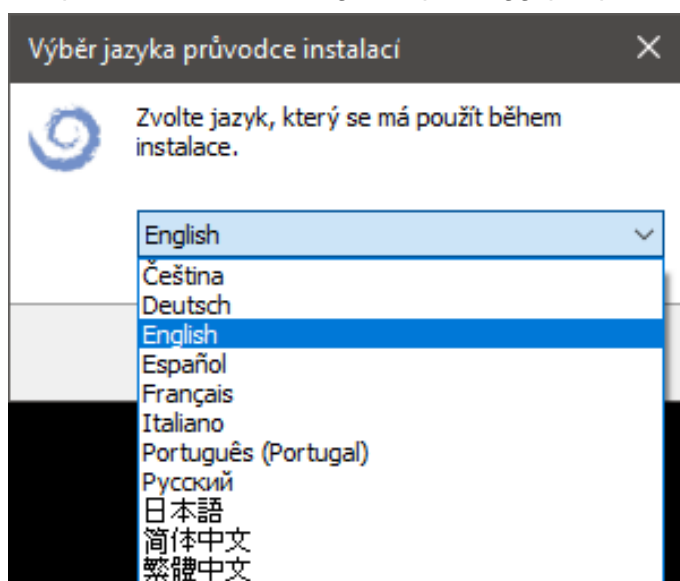 Výběr jazyka průvodce instalací
Zvolte jazyk, který se má použít během
instalace.
English
Čeština
Deutsch
English
Español
Français
Italiano
Português (Portugal)
Русский
日本語
简体中文
繁體中文